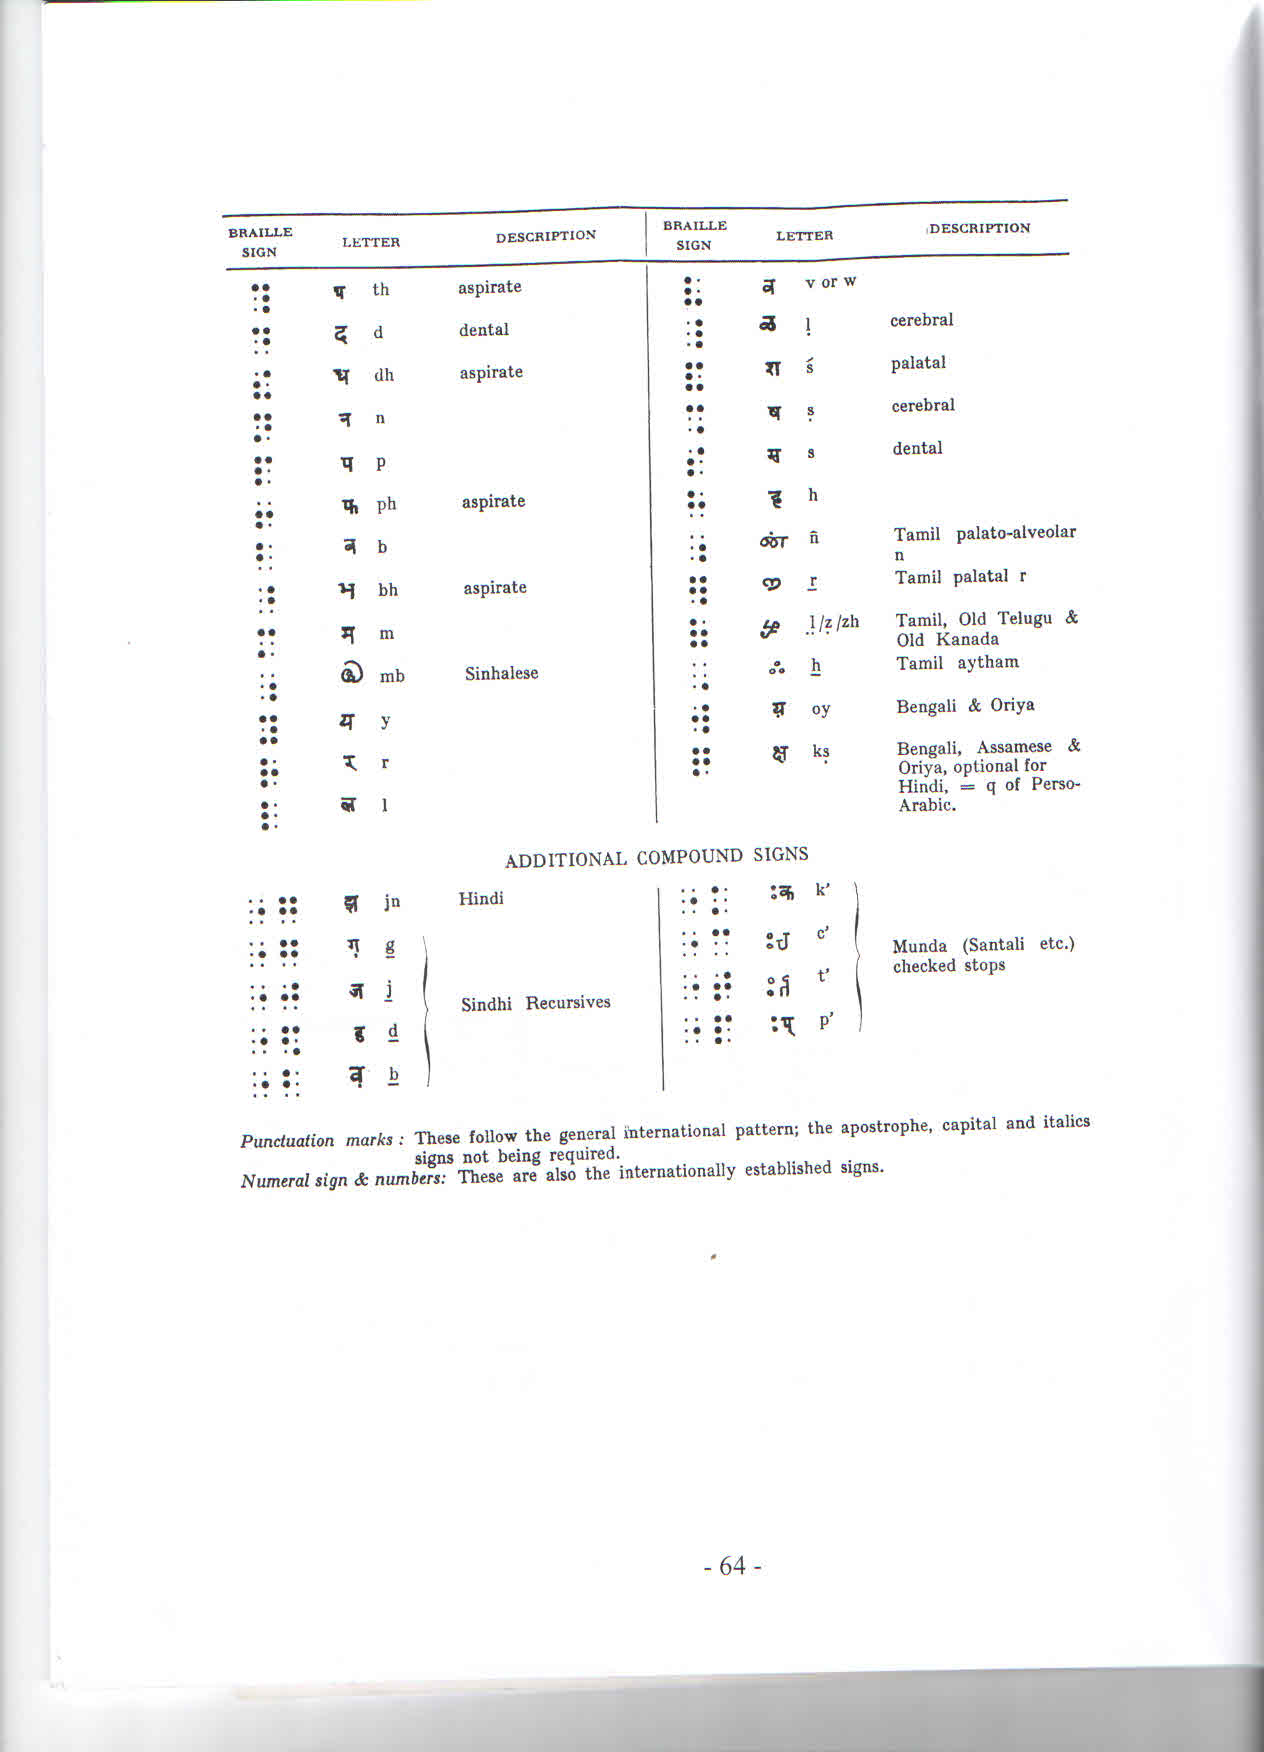 BRAILLE SIGN LETTER DESCRIPTION
⠹ थ th aspirate
⠙ द d dental
⠮ ध dh aspirate
⠝ न n
⠏ प p
⠖ फ ph aspirate
⠃ ब b
⠘ भ bh aspirate
⠍ म m
⠰ ඹ mb Sinhalese
⠽ य y
⠗ र r
⠇ ल l
BRAILLE SIGN LETTER DESCRIPTION
⠧ व v or w
⠸ ळ ḷ cerebral
⠯ श ś palatal
⠩ ष ṣ cerebral
⠎ स s dental
⠓ ह h
⠰ ண் n̂ Tamil palato-alveolar
n
⠻ ற r̲ Tamil palatal r
⠷ ழ ḷ/ẓ/zh Tamil, Old Telugu &
Old Kanada
⠠ ஃ h̲ Tamil aytham
⠺ य़ oy Bengali & Oriya
⠟ क्ष kṣ Bengali, Assamese &
Oriya, optional for
Hindi, = q of Perso-
Arabic.
ADDITIONAL COMPOUND SIGNS
⠐⠛ ज्ञ jn Hindi
⠐⠛ ग़ g̲
⠐⠚ ज j̲
Sindhi Recursives
⠐⠫ ड d̲
⠐⠃ ब b̲
⠐⠅ k’
⠐⠉ c’
Munda (Santali etc.)
checked stops
⠐⠞ t’
⠐⠏ p’
Punctuation marks : These follow the general international pattern; the apostrophe, capital and italics
signs not being required.
Numeral sign & numbers: These are also the internationally established signs.
- 64 -